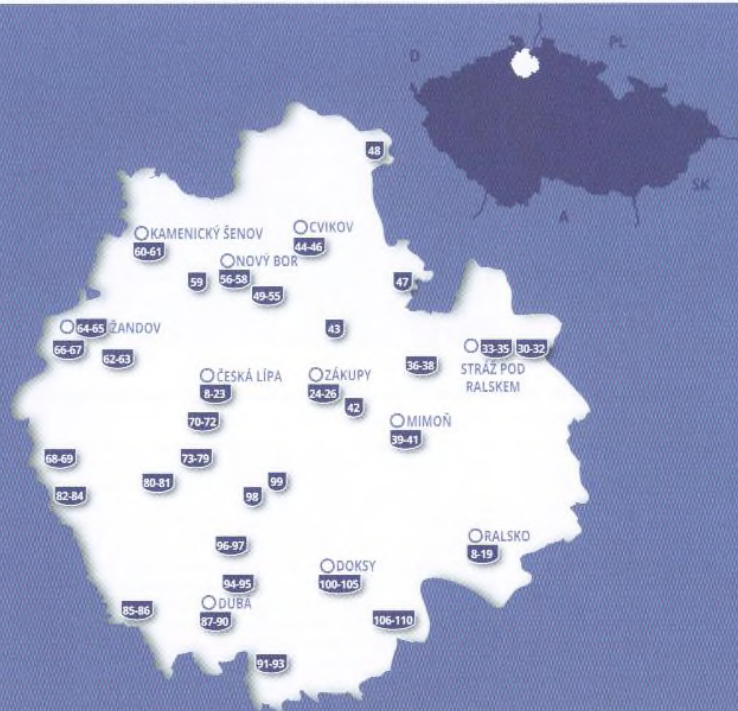 D
PL
SK
A
48
KAMENICKÝ ŠENOV
60-61
CVIKOV
44-46
NOVÝ BOR
56-58
59
49-55
47
43
64-65 ŽANDOV
66-67
62-63
33-35
30-32
STRÁŽ POD
RALSKEM
36-38
ČESKÁ LÍPA
8-23
ZÁKUPY
24-26
42
70-72
MIMOŇ
39-41
68-69
73-79
80-81
99
82-84
98
96-97
RALSKO
8-19
DOKSY
100-105
94-95
85-86
DUBÁ
87-90
106-110
91-93